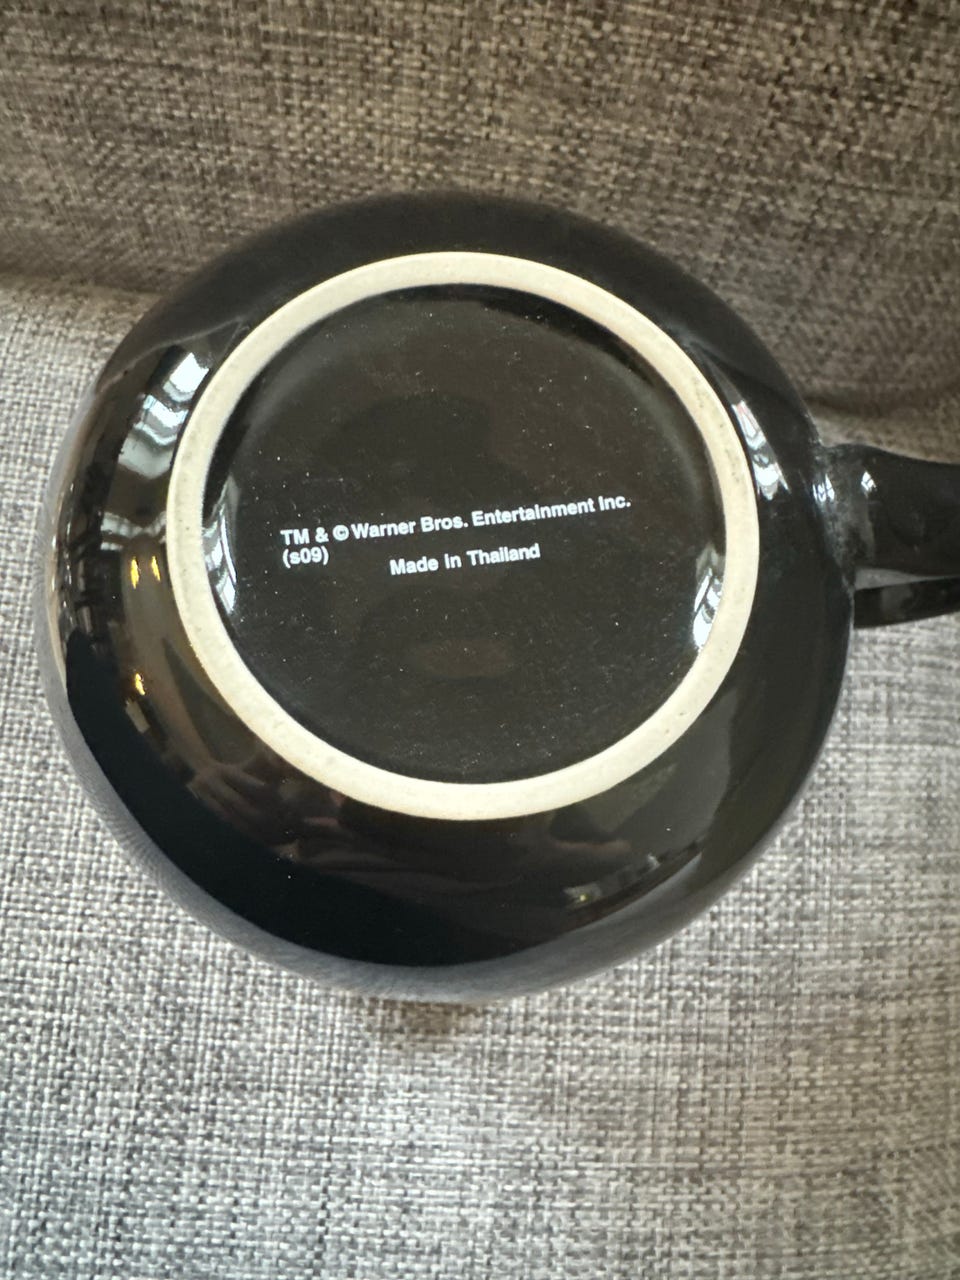 TM & © Warner Bros. Entertainment Inc.
(s09)
Made in Thailand